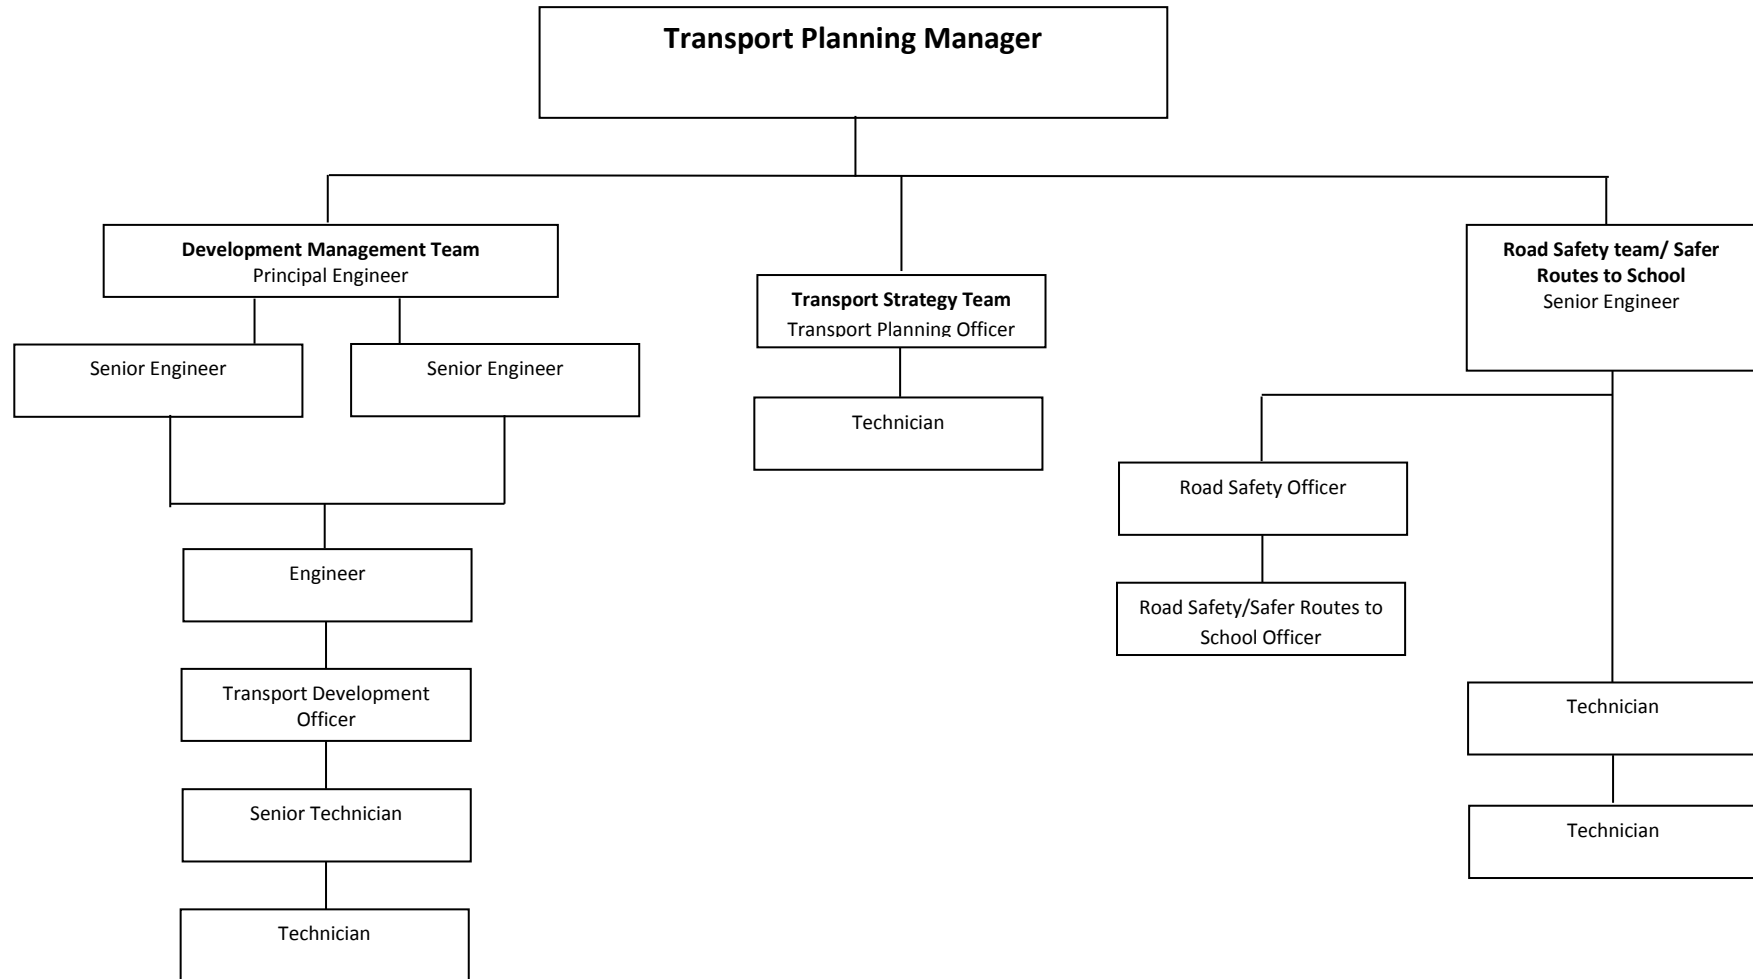 Transport Planning Manager
Development Management Team
Principal Engineer
Senior Engineer
Senior Engineer
Engineer
Transport Development
Officer
Senior Technician
Technician
Transport Strategy Team
Transport Planning Officer
Technician
Road Safety team/ Safer
Routes to School
Senior Engineer
Road Safety Officer
Road Safety/Safer Routes to
School Officer
Technician
Technician